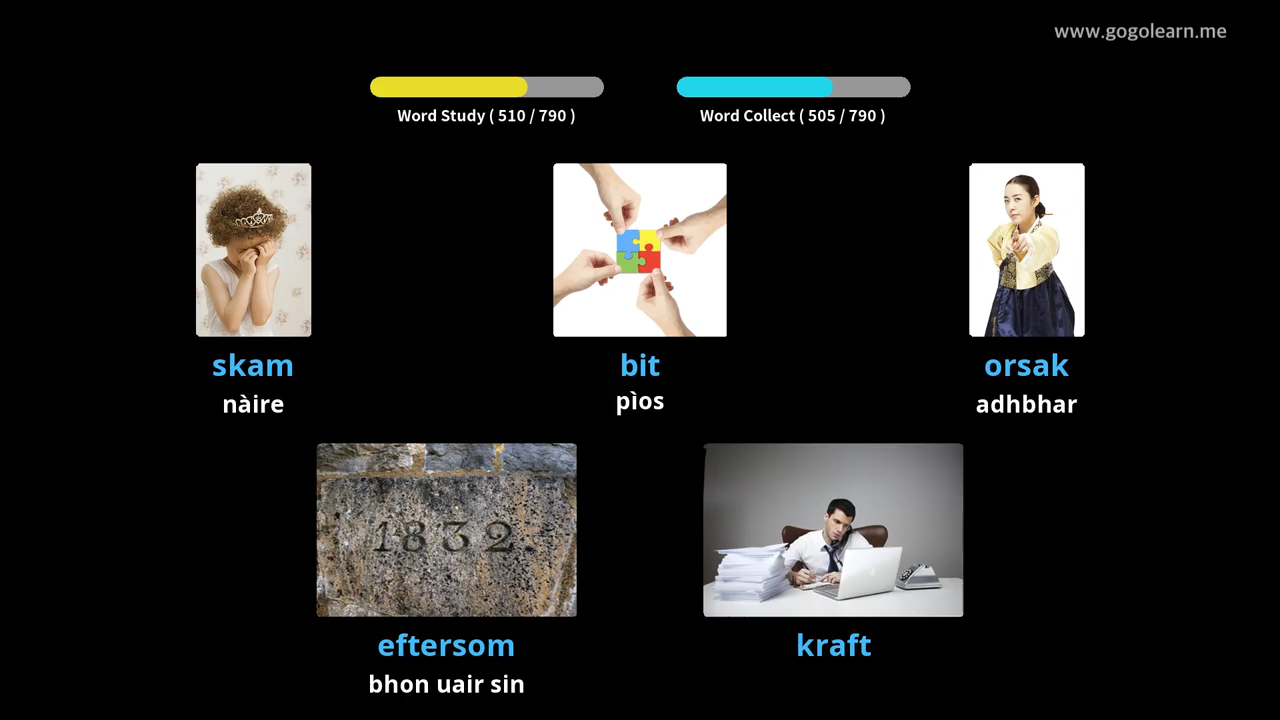 www.gogolearn.me
Word Study ( 510 / 790 )
Word Collect ( 505 / 790 )
skam
nàire
bit
pìos
orsak
adhbhar
1832
eftersom
bhon uair sin
kraft